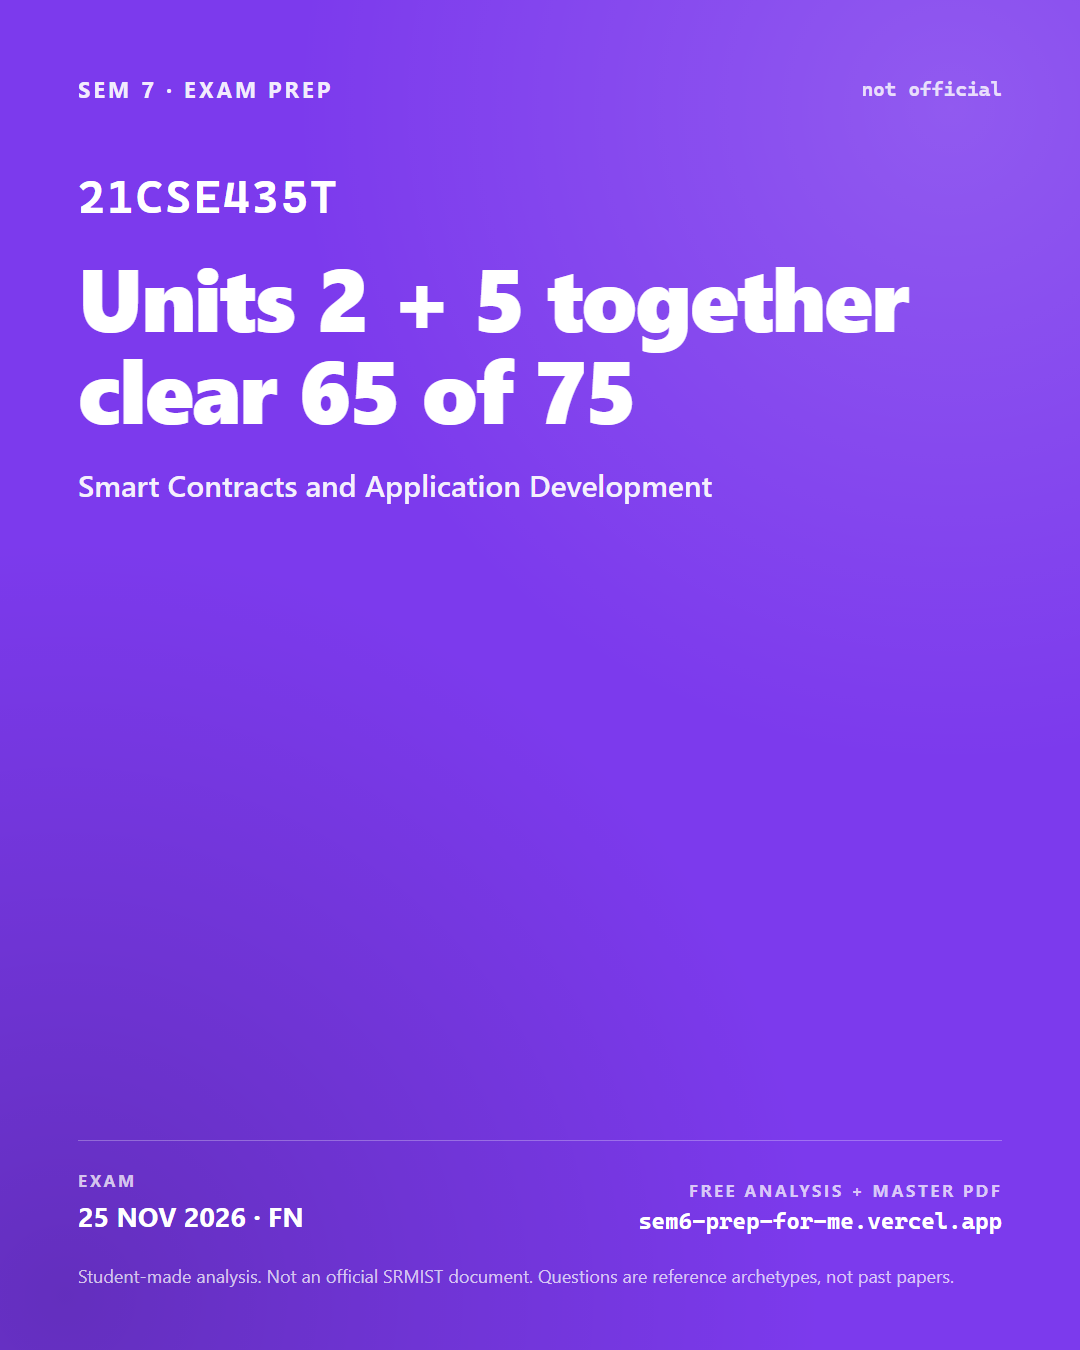 SEM 7 · EXAM PREP
not official
21CSE435T
Units 2 + 5 together
clear 65 of 75
Smart Contracts and Application Development
EXAM
25 NOV 2026 · FN
FREE ANALYSIS + MASTER PDF
sem6-prep-for-me.vercel.app
Student-made analysis. Not an official SRMIST document. Questions are reference archetypes, not past papers.